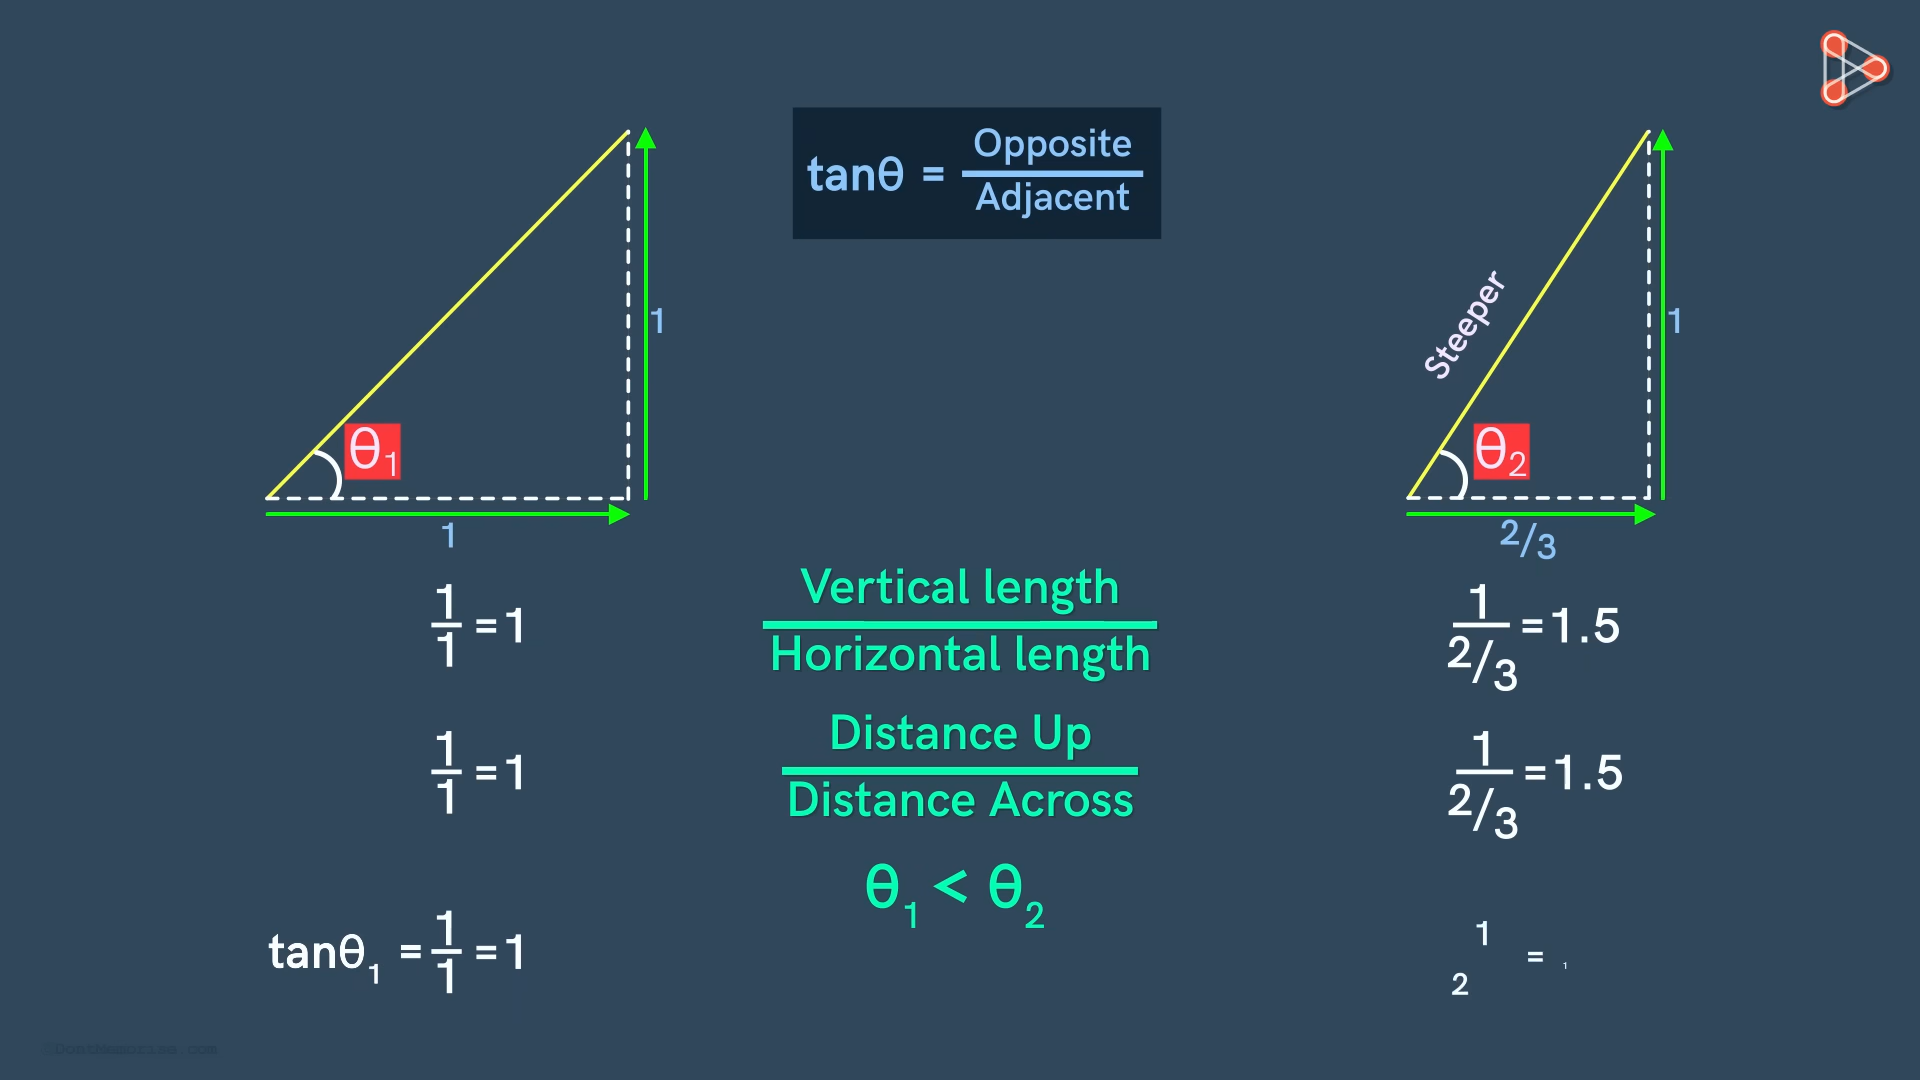 tanθ = Opposite / Adjacent
1
1
Steeper
θ₁
θ₂
1
2/3
1/1 = 1
Vertical length / Horizontal length
1 / 2/3 = 1.5
1/1 = 1
Distance Up / Distance Across
1 / 2/3 = 1.5
θ₁ < θ₂
tanθ₁ = 1/1 = 1
1
2 = 1